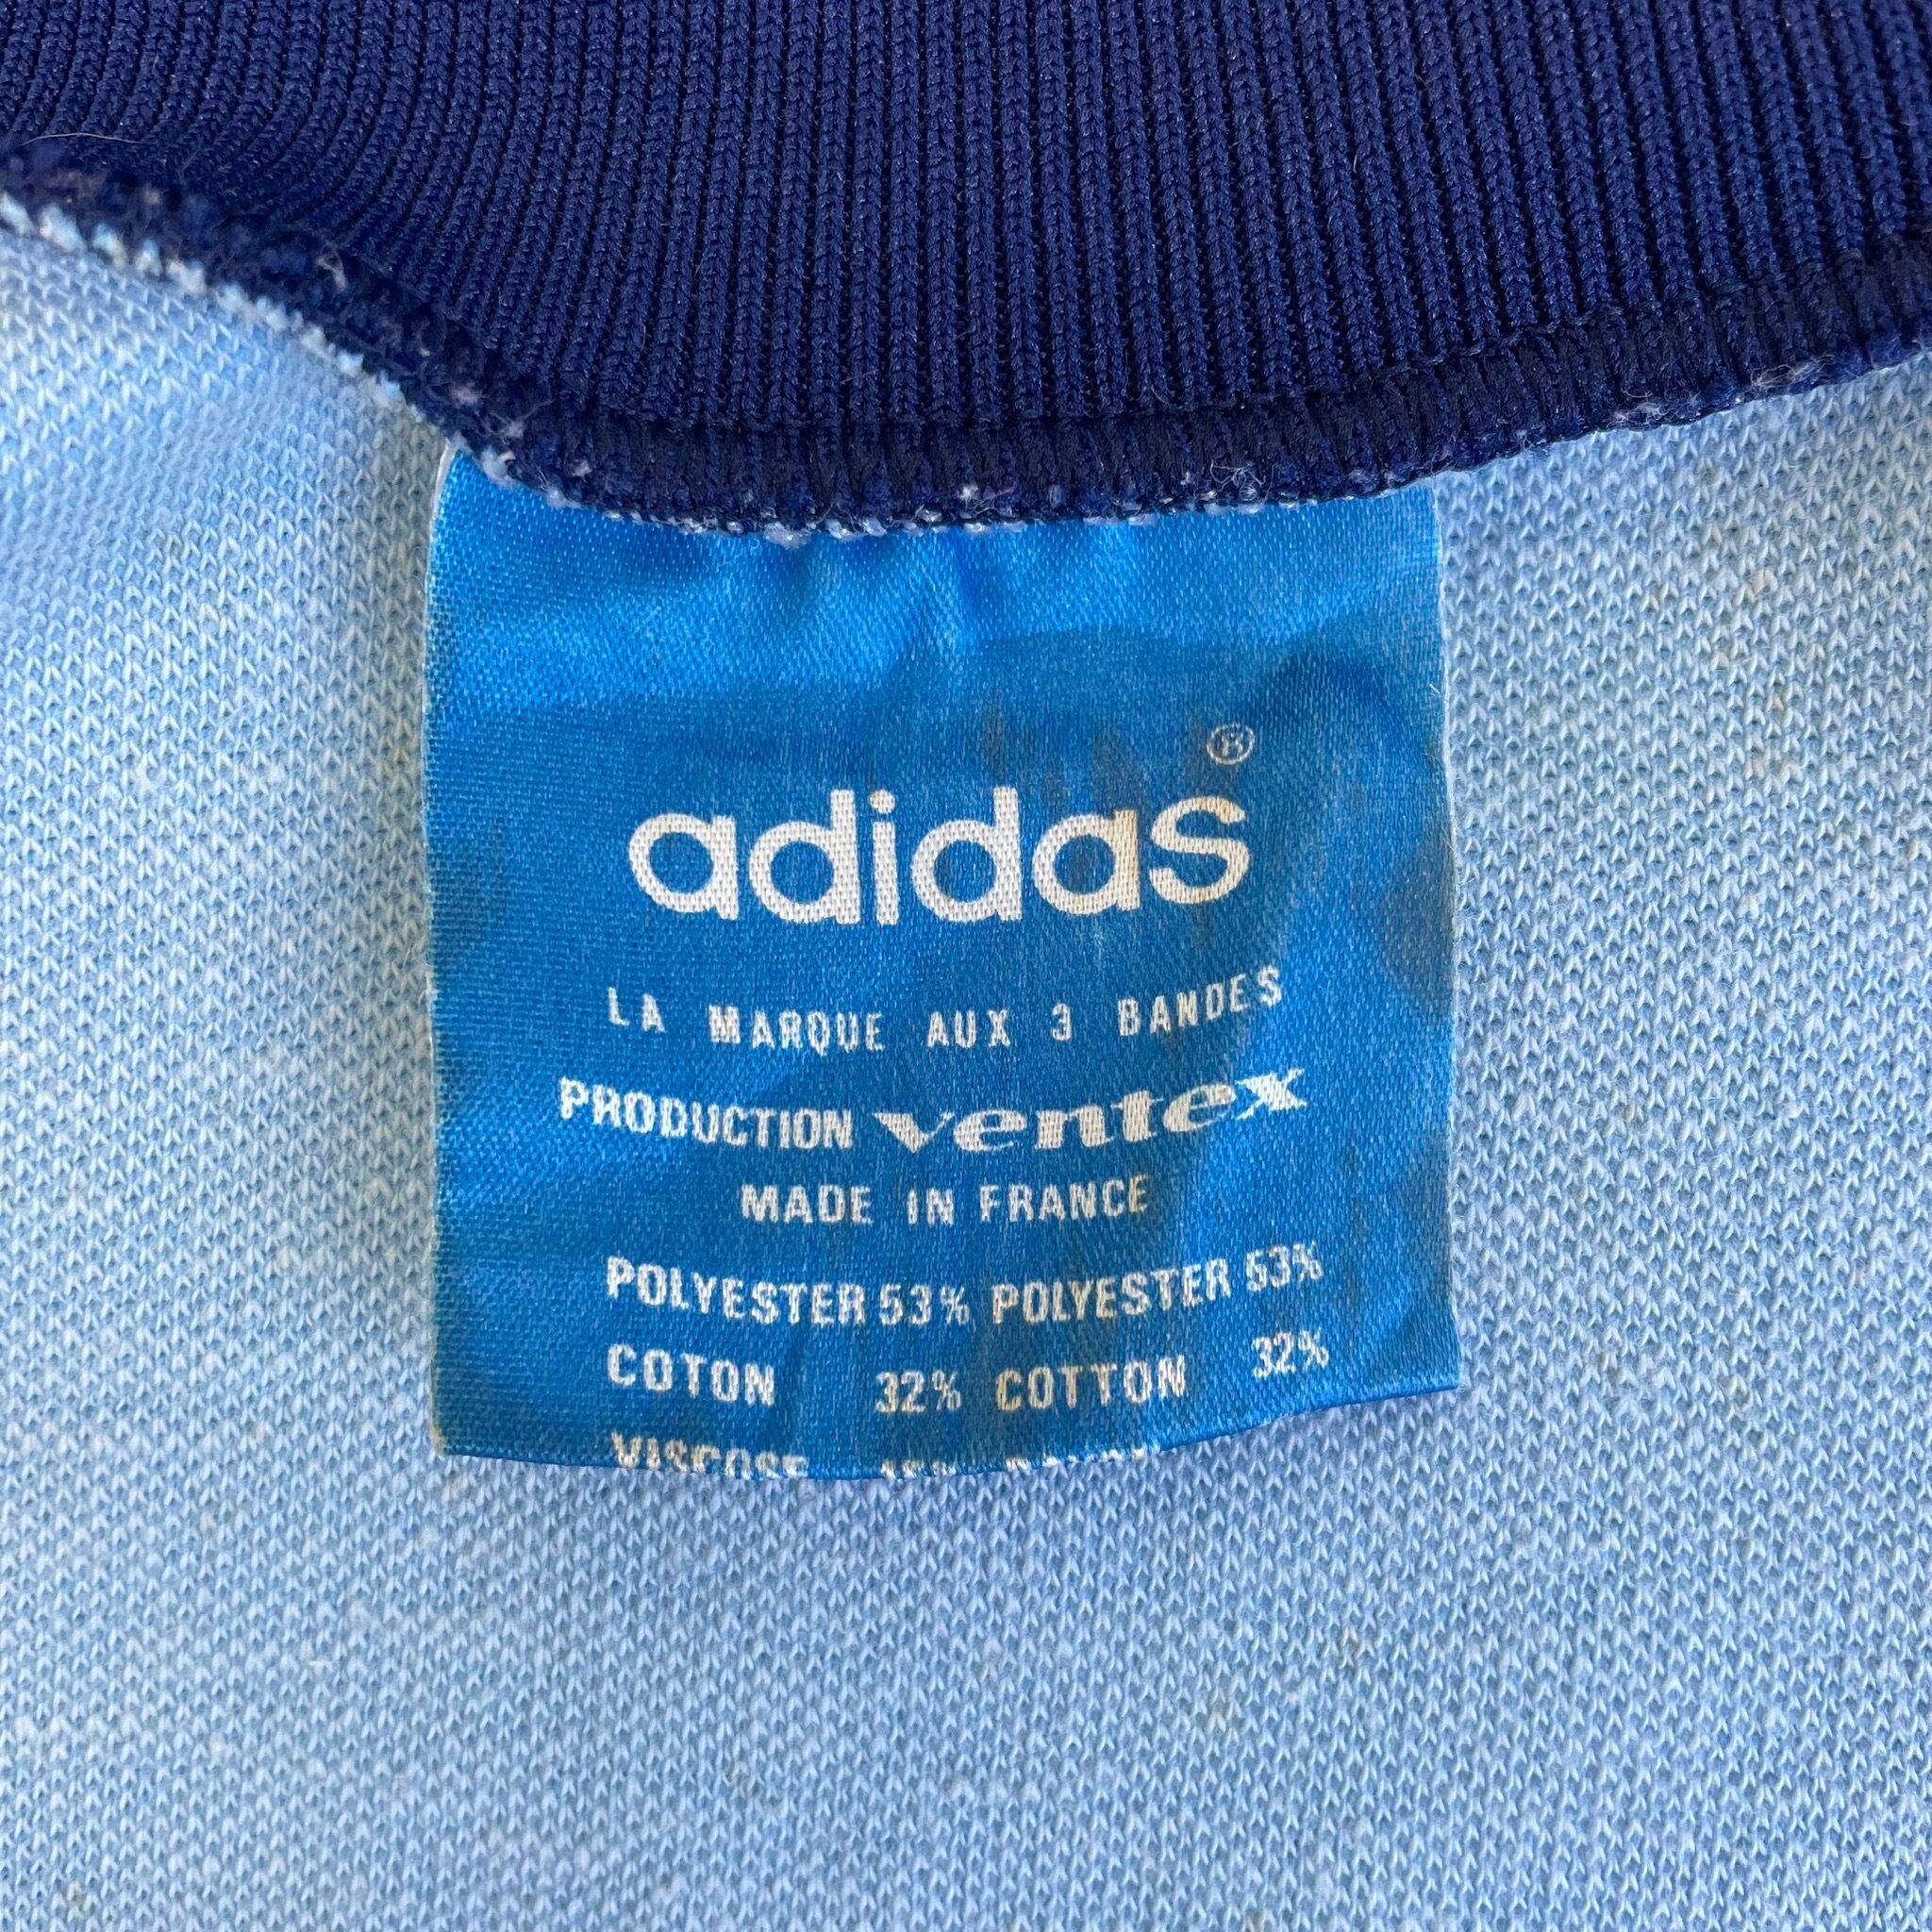 ®
adidas
LA MARQUE AUX 3 BANDES
PRODUCTION ventex
MADE IN FRANCE
POLYESTER 53% POLYESTER 53%
COTON 32% COTTON 32%
VISCOSE